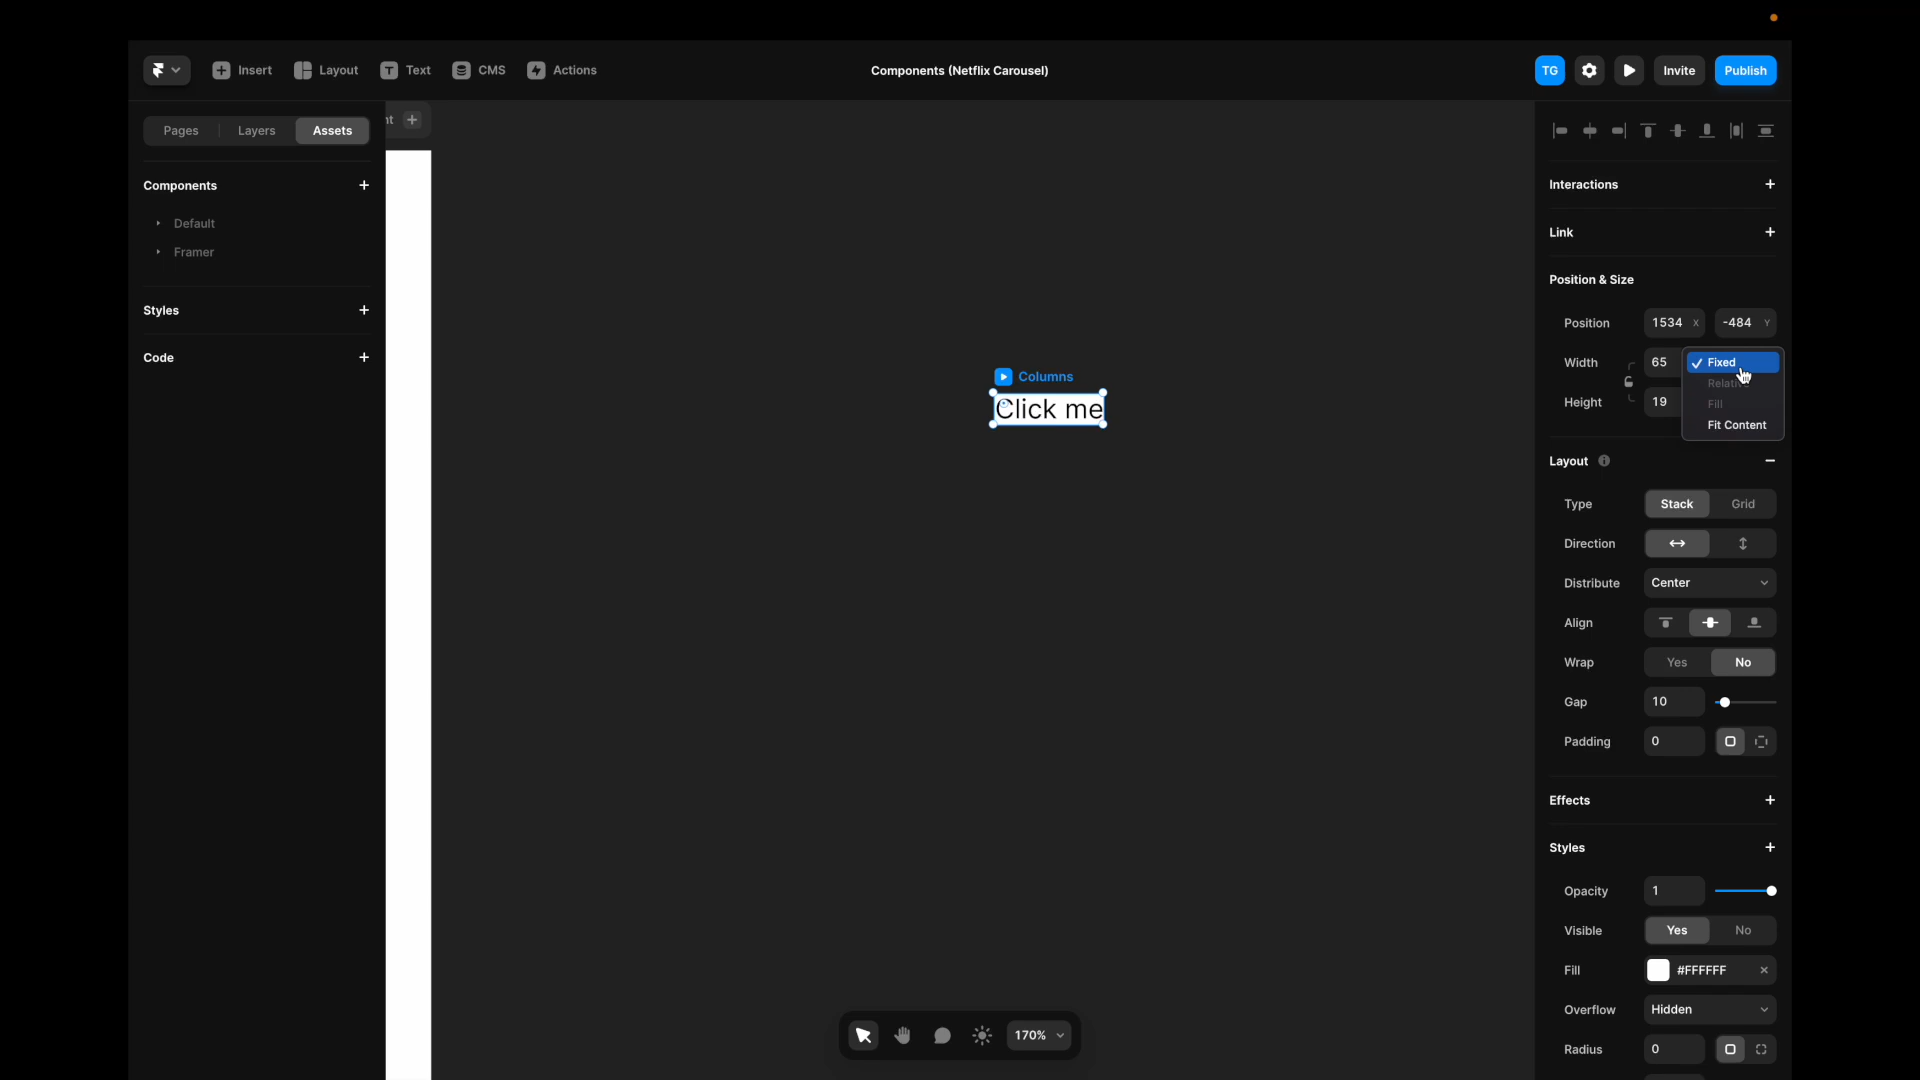 Insert
Layout
Text
CMS
Actions
Components (Netflix Carousel)
TG
Invite
Publish
Pages
Layers
Assets
nt
Components
Default
Framer
Styles
Code
Columns
Click me
Interactions
Link
Position & Size
Position 1534 X -484 Y
Width 65
Fixed
Fill
Fit Content
Height 19
Layout
Type Stack Grid
Direction
Distribute Center
Align
Wrap Yes No
Gap 10
Padding 0
Effects
Styles
Opacity 1
Visible Yes No
Fill #FFFFFF
Overflow Hidden
Radius 0
170%